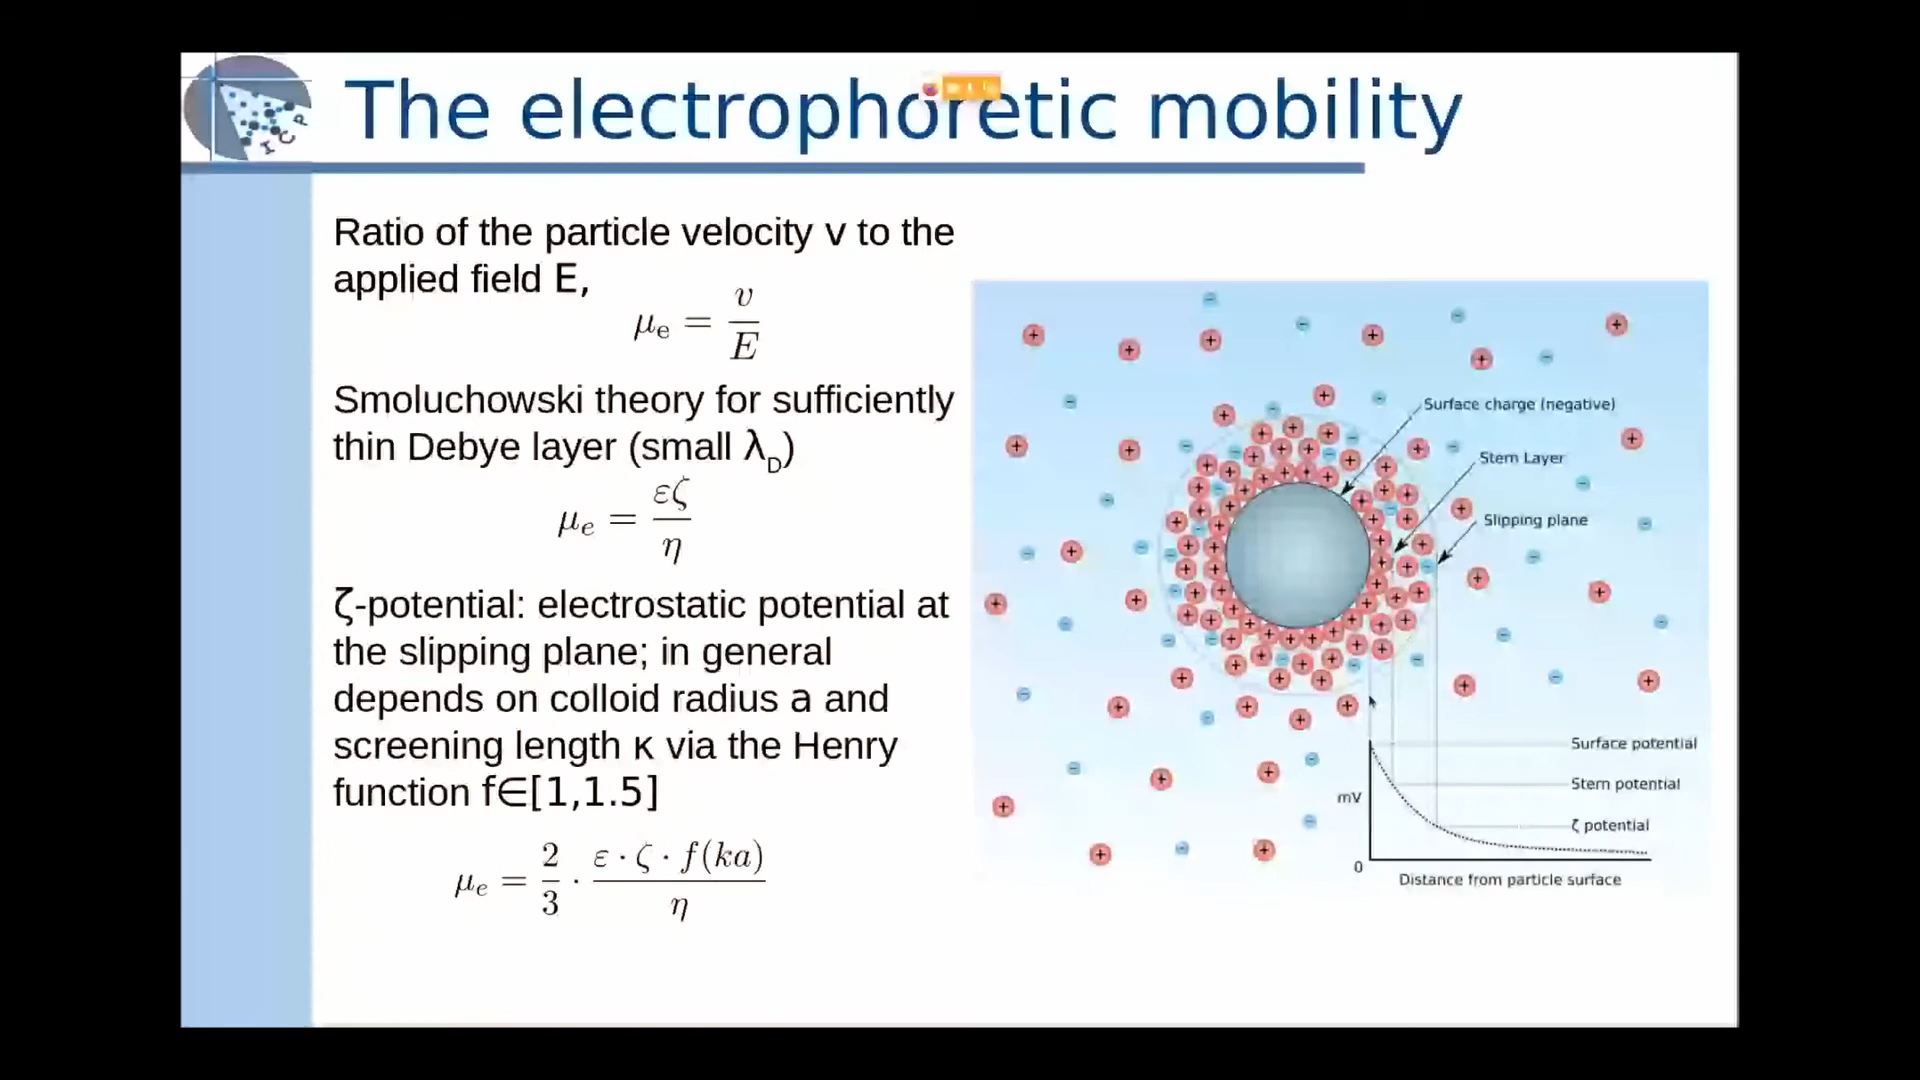 The electrophoretic mobility
I C P
Ratio of the particle velocity v to the
applied field E,
μₑ = v/E
Smoluchowski theory for sufficiently
thin Debye layer (small λ_D)
μₑ = εζ/η
ζ-potential: electrostatic potential at
the slipping plane; in general
depends on colloid radius a and
screening length κ via the Henry
function f∈[1,1.5]
μₑ = 2/3 · ε · ζ · f(ka)/η
Surface charge (negative)
Stern Layer
Slipping plane
Surface potential
Stern potential
mV
ζ potential
0
Distance from particle surface